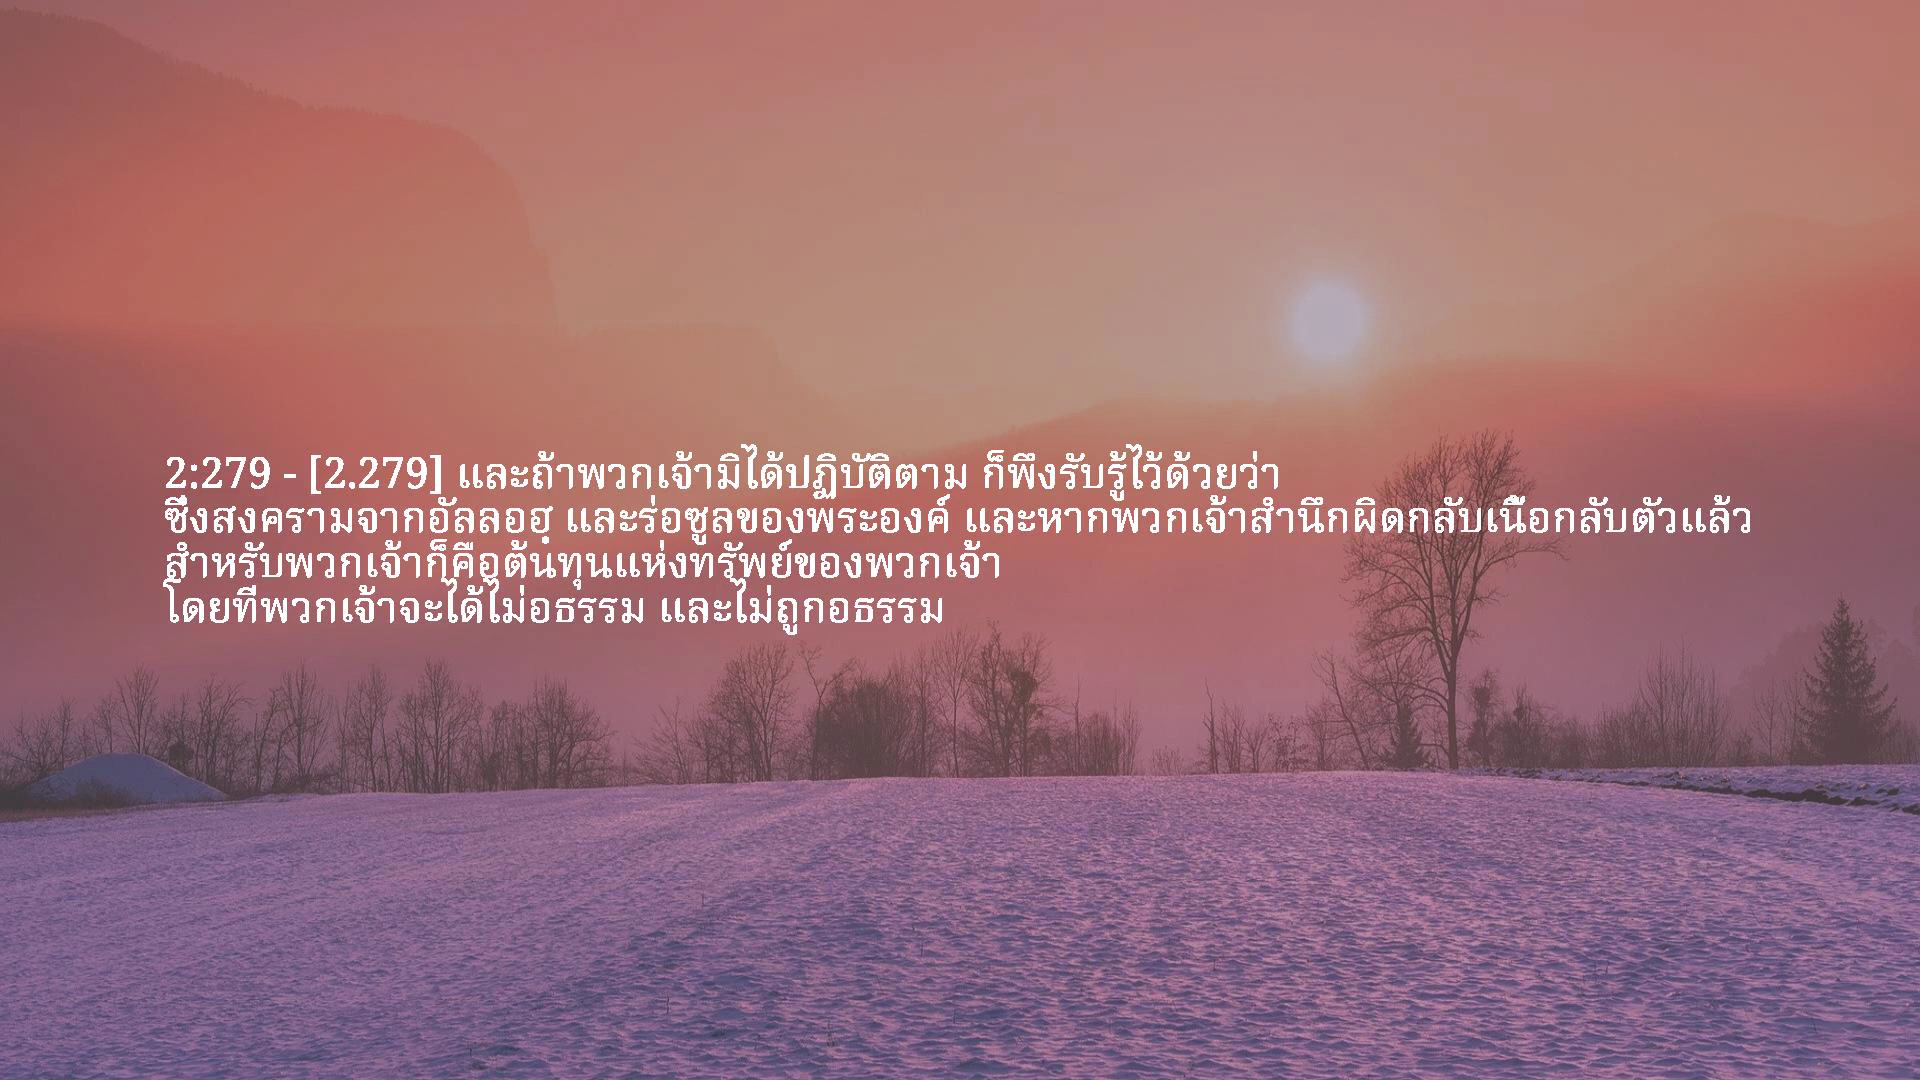 2:279 - [2.279] และถ้าพวกเจ้ามิได้ปฏิบัติตาม ก็พึงรับรู้ไว้ด้วยว่า
ซึ่งสงครามจากอัลลอฮฺ และร่อซูลของพระองค์ และหากพวกเจ้าสำนึกผิดกลับเนื้อกลับตัวแล้ว
สำหรับพวกเจ้าก็คือต้นทุนแห่งทรัพย์ของพวกเจ้า
โดยที่พวกเจ้าจะได้ไม่อธรรม และไม่ถูกอธรรม